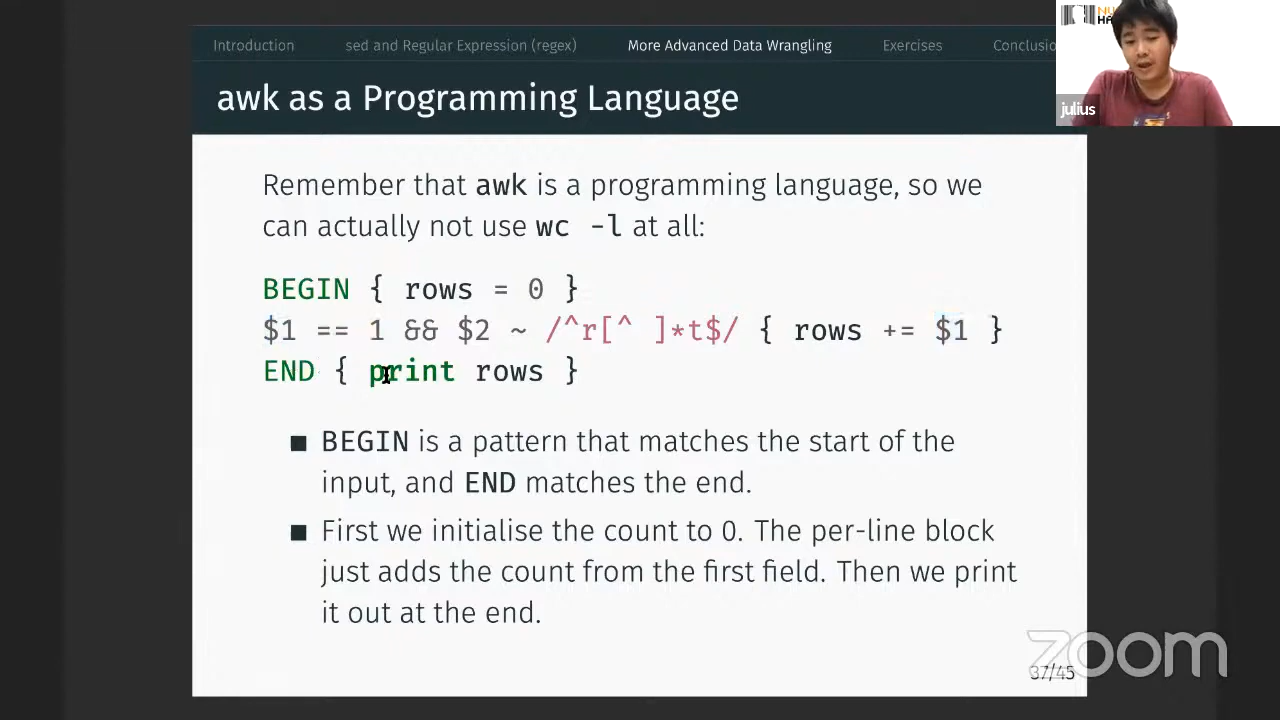 Introduction sed and Regular Expression (regex) More Advanced Data Wrangling Exercises Conclusio
awk as a Programming Language
julius
Remember that awk is a programming language, so we
can actually not use wc -l at all:
BEGIN { rows = 0 }
$1 == 1 && $2 ~ /^r[^ ]*t$/ { rows += $1 }
END { print rows }
■ BEGIN is a pattern that matches the start of the
input, and END matches the end.
■ First we initialise the count to 0. The per-line block
just adds the count from the first field. Then we print
it out at the end.
zoom
37/45